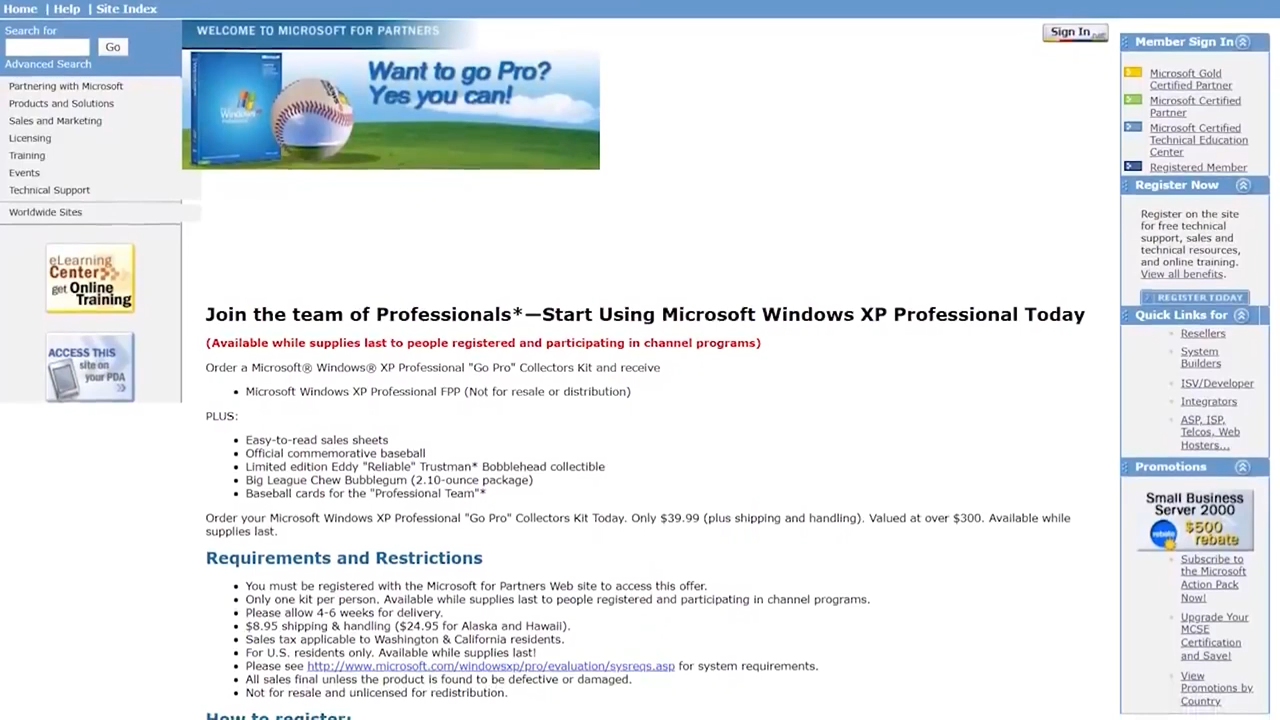 Home | Help | Site Index
Search for
Go
Advanced Search
Partnering with Microsoft
Products and Solutions
Sales and Marketing
Licensing
Training
Events
Technical Support
Worldwide Sites
eLearning
Center
get Online
Training
ACCESS THIS
site on
your PDA
WELCOME TO MICROSOFT FOR PARTNERS
Want to go Pro?
Yes you can!
Windows
Sign In
Join the team of Professionals*—Start Using Microsoft Windows XP Professional Today
(Available while supplies last to people registered and participating in channel programs)
Order a Microsoft® Windows® XP Professional "Go Pro" Collectors Kit and receive
• Microsoft Windows XP Professional FPP (Not for resale or distribution)
PLUS:
• Easy-to-read sales sheets
• Official commemorative baseball
• Limited edition Eddy "Reliable" Trustman* Bobblehead collectible
• Big League Chew Bubblegum (2.10-ounce package)
• Baseball cards for the "Professional Team"*
Order your Microsoft Windows XP Professional "Go Pro" Collectors Kit Today. Only $39.99 (plus shipping and handling). Valued at over $300. Available while
supplies last.
Requirements and Restrictions
• You must be registered with the Microsoft for Partners Web site to access this offer.
• Only one kit per person. Available while supplies last to people registered and participating in channel programs.
• Please allow 4-6 weeks for delivery.
• $8.95 shipping & handling ($24.95 for Alaska and Hawaii).
• Sales tax applicable to Washington & California residents.
• For U.S. residents only. Available while supplies last!
• Please see http://www.microsoft.com/windowsxp/pro/evaluation/sysreqs.asp for system requirements.
• All sales final unless the product is found to be defective or damaged.
• Not for resale and unlicensed for redistribution.
How to register:
Member Sign In
Microsoft Gold
Certified Partner
Microsoft Certified
Partner
Microsoft Certified
Technical Education
Center
Registered Member
Register Now
Register on the site
for free technical
support, sales and
technical resources,
and online training.
View all benefits.
REGISTER TODAY
Quick Links for
Resellers
System
Builders
ISV/Developer
Integrators
ASP, ISP,
Telcos, Web
Hosters...
Promotions
Small Business
Server 2000
rebate
$500
rebate
Subscribe to
the Microsoft
Action Pack
Now!
Upgrade Your
MCSE
Certification
and Save!
View
Promotions by
Country